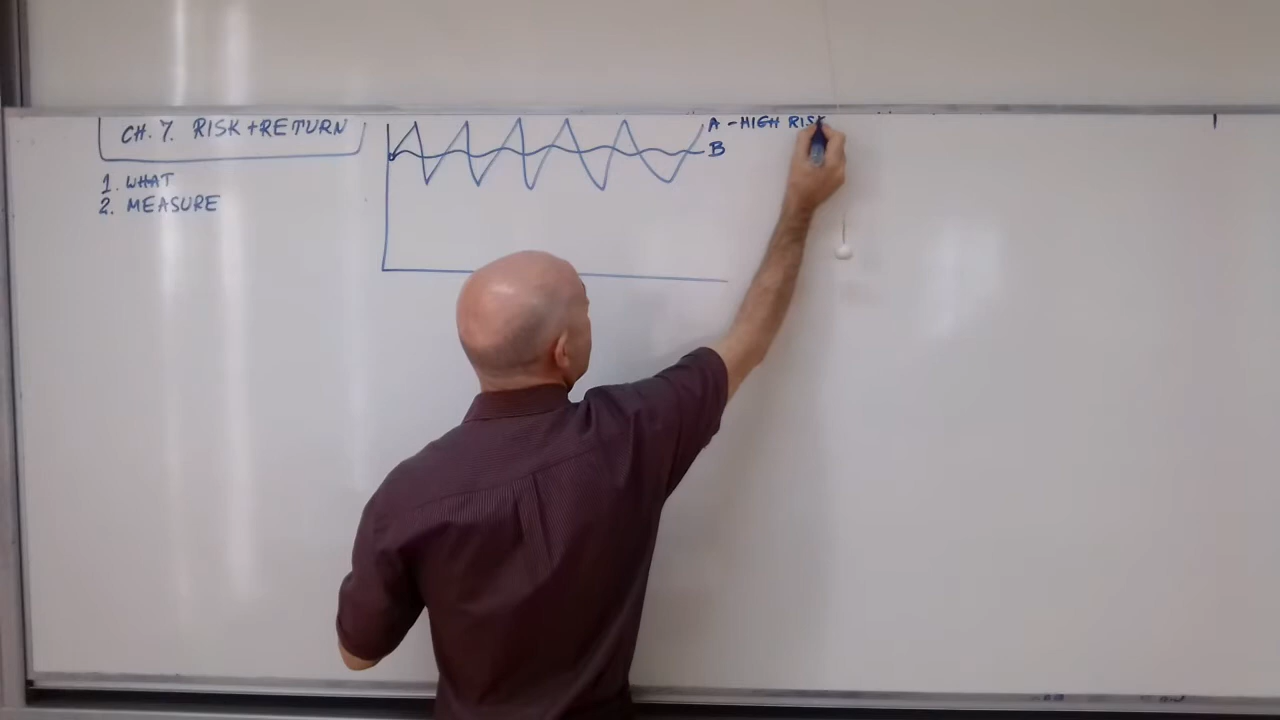 CH. 7. RISK + RETURN
1. WHAT
2. MEASURE
A - HIGH RISK
B